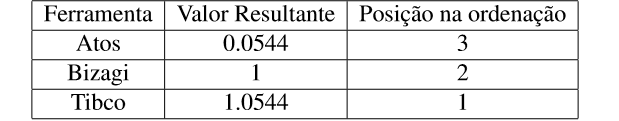 Ferramenta Valor Resultante Posição na ordenação
Atos 0.0544 3
Bizagi 1 2
Tibco 1.0544 1